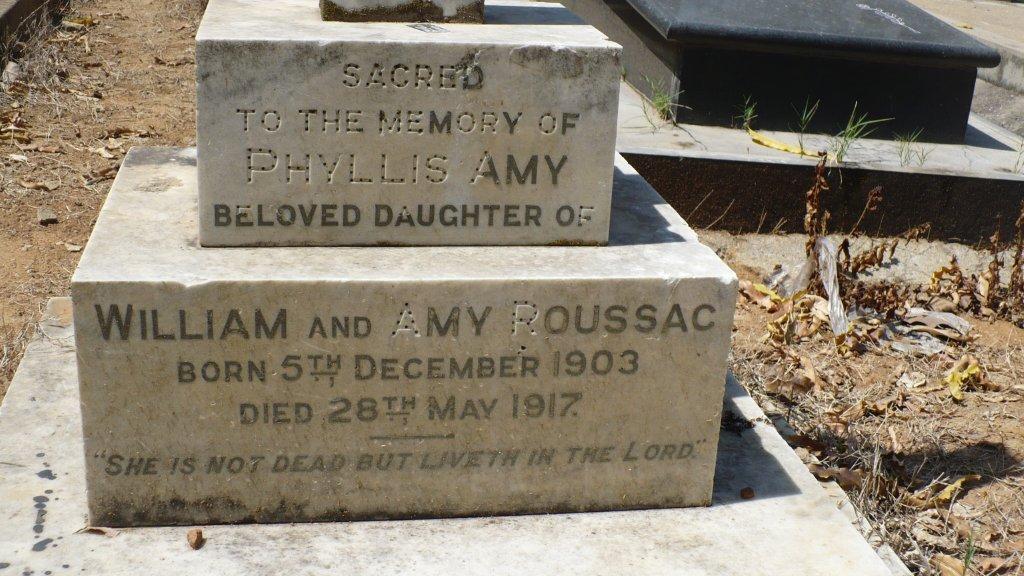 SACRED
TO THE MEMORY OF
PHYLLIS AMY
BELOVED DAUGHTER OF
WILLIAM AND AMY ROUSSAC
BORN 5TH DECEMBER 1903
DIED 28TH MAY 1917.
"SHE IS NOT DEAD BUT LIVETH IN THE LORD."